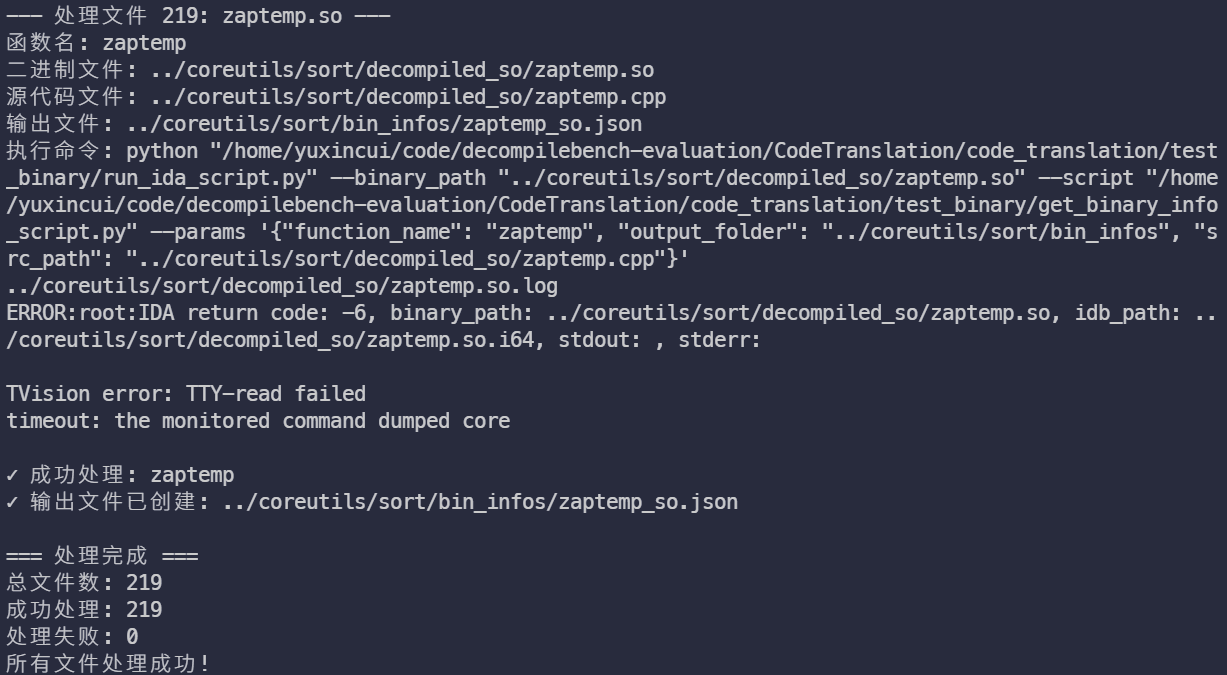 --- 处理文件 219: zaptemp.so ---
函数名: zaptemp
二进制文件: ../coreutils/sort/decompiled_so/zaptemp.so
源代码文件: ../coreutils/sort/decompiled_so/zaptemp.cpp
输出文件: ../coreutils/sort/bin_infos/zaptemp_so.json
执行命令: python "/home/yuxincui/code/decompilebench-evaluation/CodeTranslation/code_translation/test
_binary/run_ida_script.py" --binary_path "../coreutils/sort/decompiled_so/zaptemp.so" --script "/home
/yuxincui/code/decompilebench-evaluation/CodeTranslation/code_translation/test_binary/get_binary_info
_script.py" --params '{"function_name": "zaptemp", "output_folder": "../coreutils/sort/bin_infos", "s
rc_path": "../coreutils/sort/decompiled_so/zaptemp.cpp"}'
../coreutils/sort/decompiled_so/zaptemp.so.log
ERROR:root:IDA return code: -6, binary_path: ../coreutils/sort/decompiled_so/zaptemp.so, idb_path: ..
/coreutils/sort/decompiled_so/zaptemp.so.i64, stdout: , stderr:
TVision error: TTY-read failed
timeout: the monitored command dumped core
✓ 成功处理: zaptemp
✓ 输出文件已创建: ../coreutils/sort/bin_infos/zaptemp_so.json
=== 处理完成 ===
总文件数: 219
成功处理: 219
处理失败: 0
所有文件处理成功!